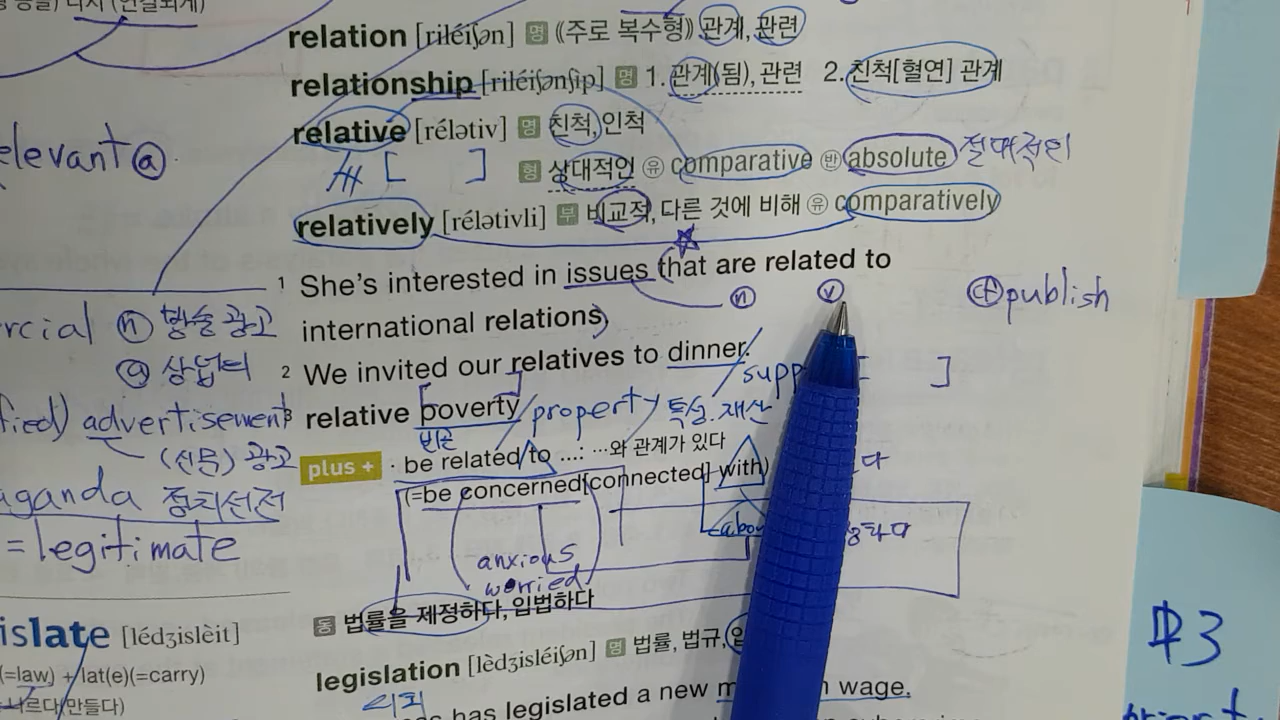 relation [riléiʃən] 명 ((주로 복수형)) 관계, 관련
relationship [riléiʃənʃip] 명 1. 관계(됨), 관련 2. 친척[혈연] 관계
relative [rélətiv] 명 친척, 인척
elevant ⓐ
[ ] 형 상대적인 유 comparative 반 absolute 절대적인
relatively [rélətivli] 부 비교적, 다른 것에 비해 유 comparatively
1 She's interested in issues that are related to
ⓝ ⓥ publish
international relations
rcial ⓝ 방송 광고
ⓐ 상업의
2 We invited our relatives to dinner.
supp [ ]
fied) advertisement
(신문) 광고
3 relative poverty / property 특성. 재산
빈곤
plus + · be related to ....: …와 관계가 있다
(=be concerned[connected] with)
aganda 정치선전
= legitimate
anxious
worried
abou
동 법률을 제정하다, 입법하다
islate [lédʒislèit]
(=law) + lat(e)(=carry)
legislation [lèdʒisléiʃən] 명 법률, 법규,
has legislated a new m wage.